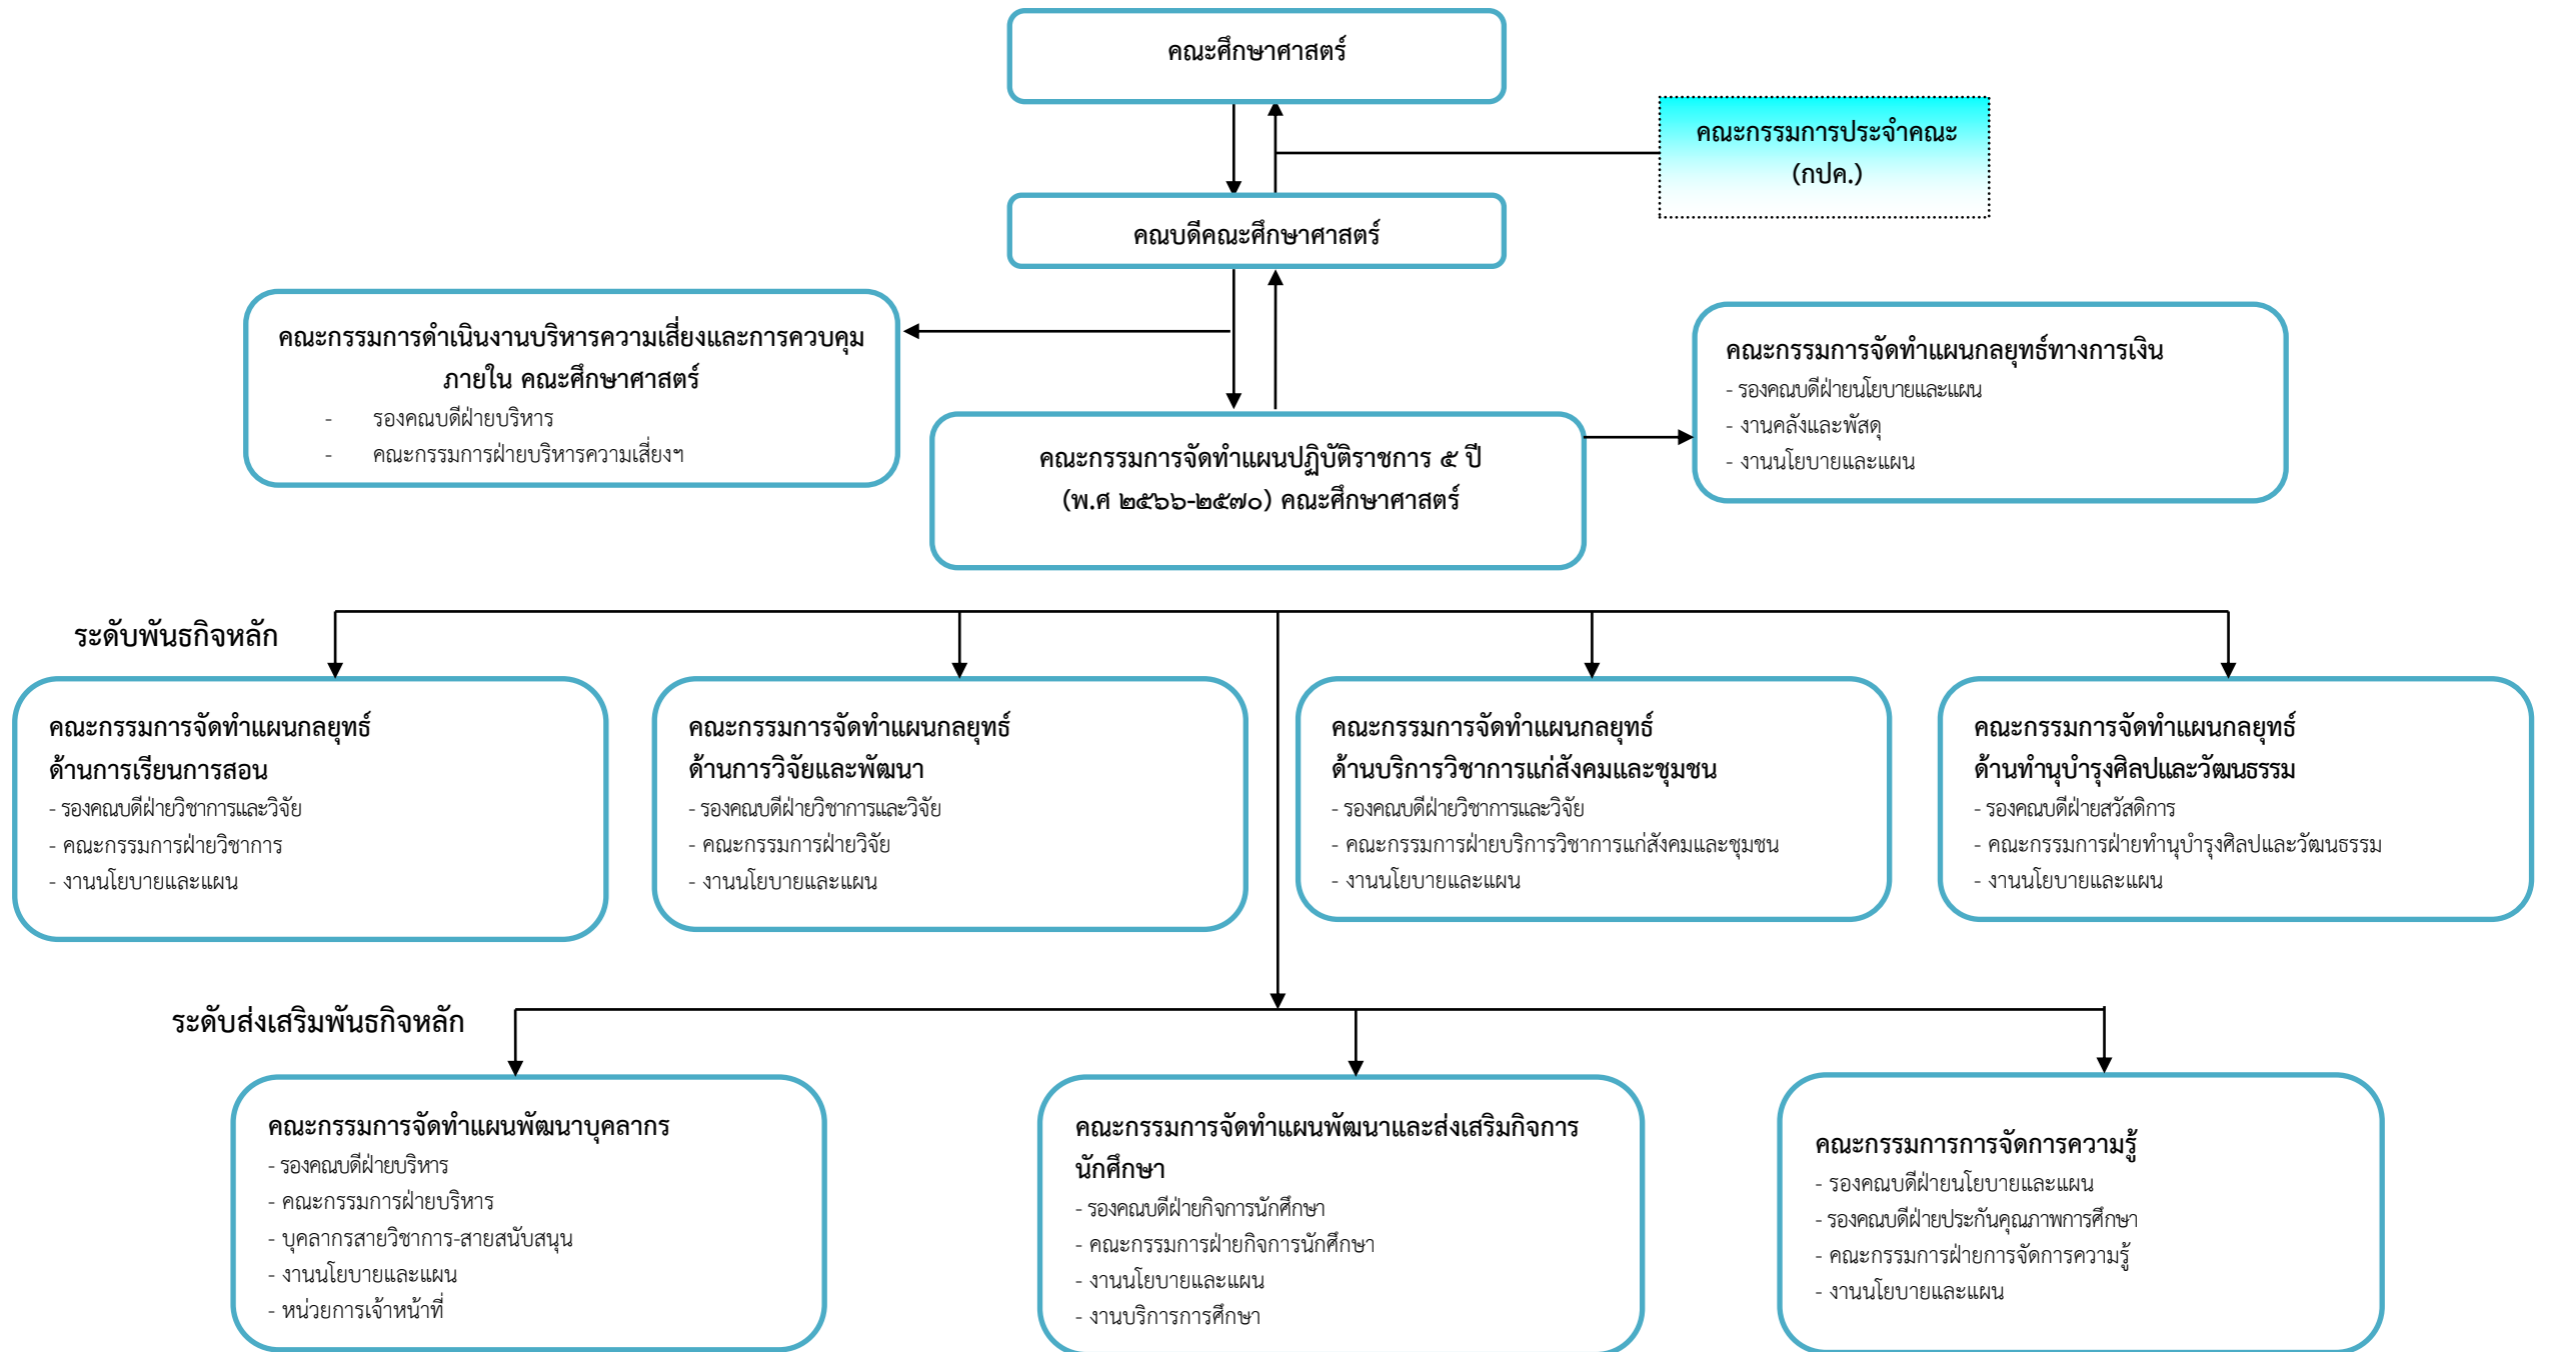 คณะศึกษาศาสตร์
คณะกรรมการประจำคณะ
(กปค.)
คณบดีคณะศึกษาศาสตร์
คณะกรรมการดำเนินงานบริหารความเสี่ยงและการควบคุม
ภายใน คณะศึกษาศาสตร์
- รองคณบดีฝ่ายบริหาร
- คณะกรรมการฝ่ายบริหารความเสี่ยงฯ
คณะกรรมการจัดทำแผนกลยุทธ์ทางการเงิน
- รองคณบดีฝ่ายนโยบายและแผน
- งานคลังและพัสดุ
- งานนโยบายและแผน
คณะกรรมการจัดทำแผนปฏิบัติราชการ ๕ ปี
(พ.ศ ๒๕๖๖-๒๕๗๐) คณะศึกษาศาสตร์
ระดับพันธกิจหลัก
คณะกรรมการจัดทำแผนกลยุทธ์
ด้านการเรียนการสอน
- รองคณบดีฝ่ายวิชาการและวิจัย
- คณะกรรมการฝ่ายวิชาการ
- งานนโยบายและแผน
คณะกรรมการจัดทำแผนกลยุทธ์
ด้านการวิจัยและพัฒนา
- รองคณบดีฝ่ายวิชาการและวิจัย
- คณะกรรมการฝ่ายวิจัย
- งานนโยบายและแผน
คณะกรรมการจัดทำแผนกลยุทธ์
ด้านบริการวิชาการแก่สังคมและชุมชน
- รองคณบดีฝ่ายวิชาการและวิจัย
- คณะกรรมการฝ่ายบริการวิชาการแก่สังคมและชุมชน
- งานนโยบายและแผน
คณะกรรมการจัดทำแผนกลยุทธ์
ด้านทำนุบำรุงศิลปและวัฒนธรรม
- รองคณบดีฝ่ายสวัสดิการ
- คณะกรรมการฝ่ายทำนุบำรุงศิลปและวัฒนธรรม
- งานนโยบายและแผน
ระดับส่งเสริมพันธกิจหลัก
คณะกรรมการจัดทำแผนพัฒนาบุคลากร
- รองคณบดีฝ่ายบริหาร
- คณะกรรมการฝ่ายบริหาร
- บุคลากรสายวิชาการ-สายสนับสนุน
- งานนโยบายและแผน
- หน่วยการเจ้าหน้าที่
คณะกรรมการจัดทำแผนพัฒนาและส่งเสริมกิจการ
นักศึกษา
- รองคณบดีฝ่ายกิจการนักศึกษา
- คณะกรรมการฝ่ายกิจการนักศึกษา
- งานนโยบายและแผน
- งานบริการการศึกษา
คณะกรรมการการจัดการความรู้
- รองคณบดีฝ่ายนโยบายและแผน
- รองคณบดีฝ่ายประกันคุณภาพการศึกษา
- คณะกรรมการฝ่ายการจัดการความรู้
- งานนโยบายและแผน